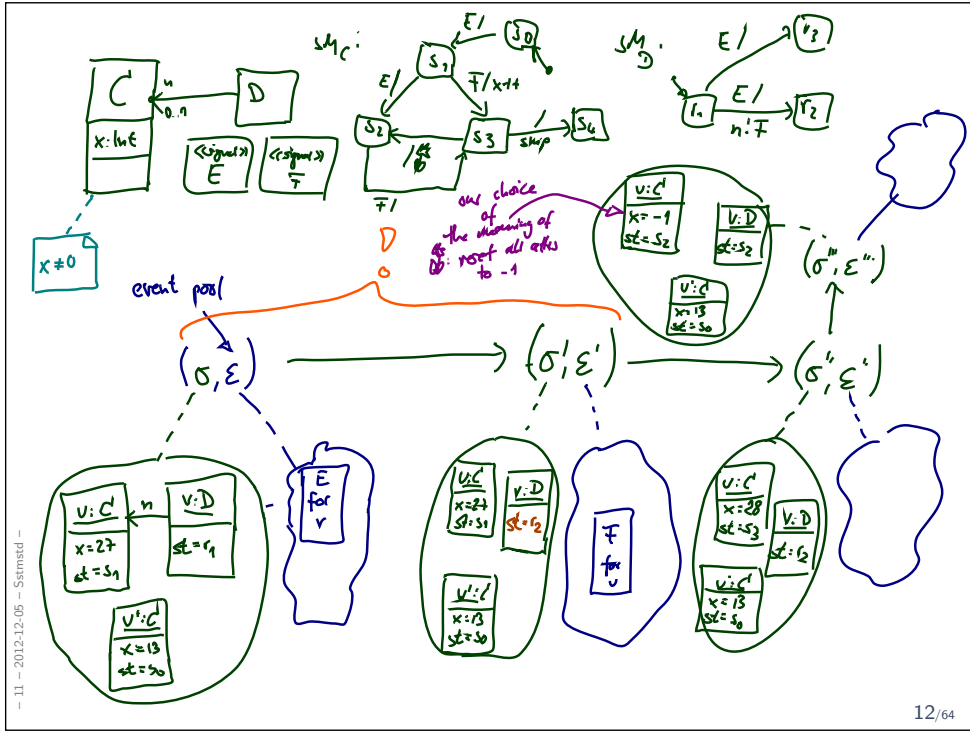 SM_C:
E/
S0
S1
E/
F/x++
S2
S3
/
skip
S4
F/
SM_D:
E/
r3
r1
E/
n!F
r2
C
n
0..1
D
x: Int
<<signal>>
E
<<signal>>
F
x ≠ 0
our choice
of
the meaning of
: reset all attrs
to -1
event pool
u:C
x = -1
st = S2
v:D
st = S2
u':C
x = 13
st = S0
(σ, ε)
(σ', ε')
(σ'', ε'')
(σ''', ε''')
u:C
x = 27
st = S1
n
v:D
st = r1
u':C
x = 13
st = S0
E
for
v
u:C
x = 27
st = S1
v:D
st = r2
u':C
x = 13
st = S0
F
for
u
u:C
x = 28
st = S3
v:D
st = r2
u':C
x = 13
st = S0
– 11 – 2012-12-05 – Sstmstd –
12/64